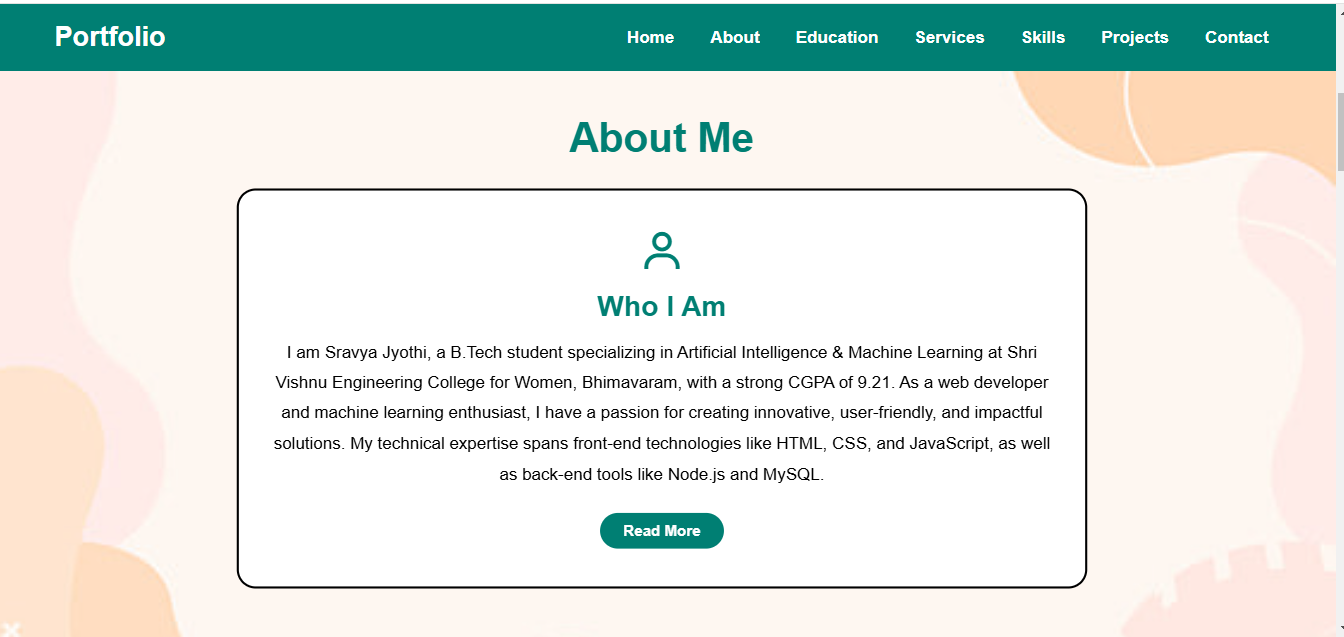 Portfolio
Home About Education Services Skills Projects Contact
About Me
Who I Am
I am Sravya Jyothi, a B.Tech student specializing in Artificial Intelligence & Machine Learning at Shri
Vishnu Engineering College for Women, Bhimavaram, with a strong CGPA of 9.21. As a web developer
and machine learning enthusiast, I have a passion for creating innovative, user-friendly, and impactful
solutions. My technical expertise spans front-end technologies like HTML, CSS, and JavaScript, as well
as back-end tools like Node.js and MySQL.
Read More